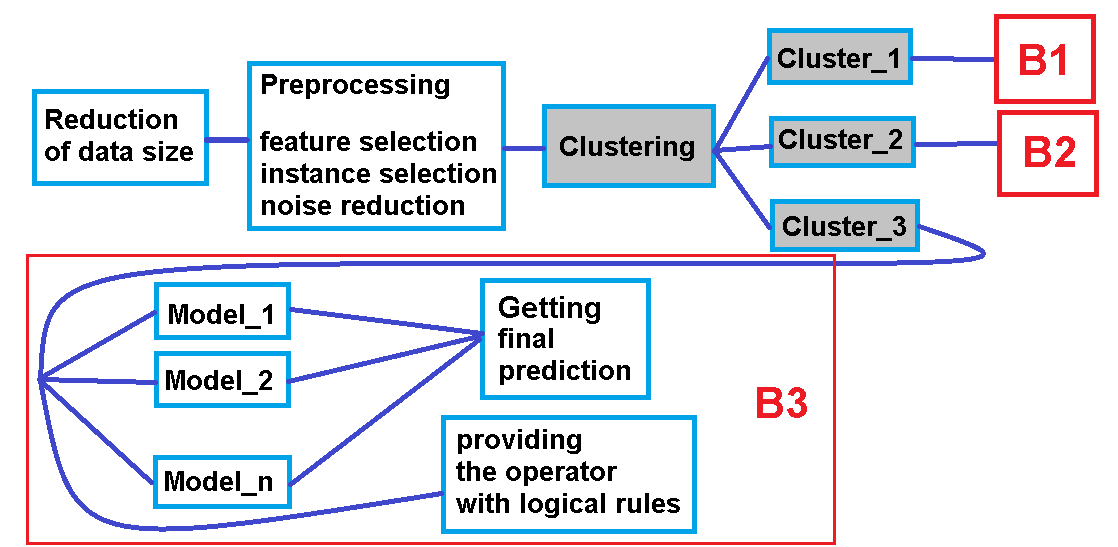 Reduction
of data size
Preprocessing
feature selection
instance selection
noise reduction
Clustering
Cluster_1
Cluster_2
Cluster_3
B1
B2
Model_1
Model_2
Model_n
Getting
final
prediction
providing
the operator
with logical rules
B3